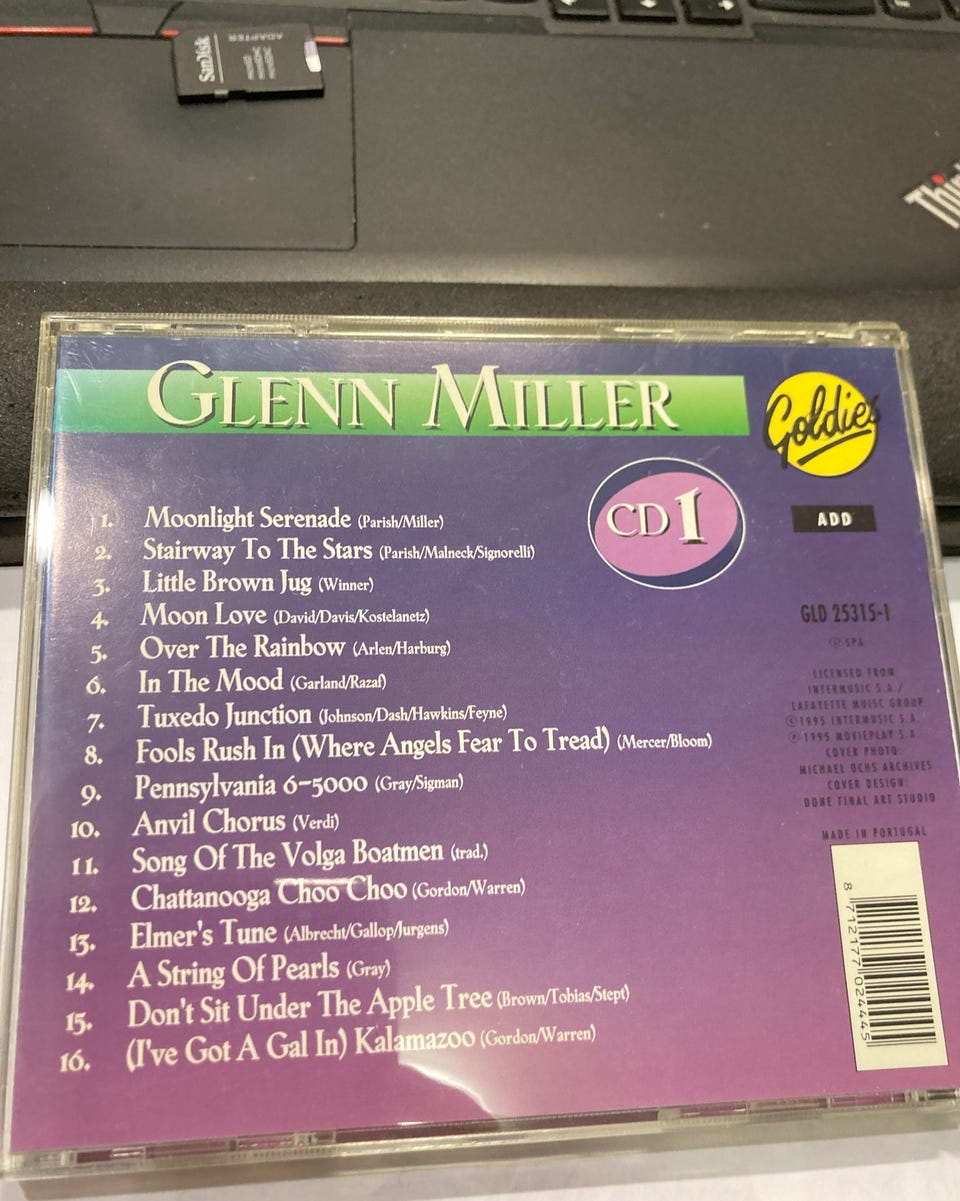 SanDisk
ADAPTER
Thin
GLENN MILLER
Goldies
CD 1
ADD
1. Moonlight Serenade (Parish/Miller)
2. Stairway To The Stars (Parish/Malneck/Signorelli)
3. Little Brown Jug (Winner)
4. Moon Love (David/Davis/Kostelanetz)
5. Over The Rainbow (Arlen/Harburg)
6. In The Mood (Garland/Razaf)
7. Tuxedo Junction (Johnson/Dash/Hawkins/Feyne)
8. Fools Rush In (Where Angels Fear To Tread) (Mercer/Bloom)
9. Pennsylvania 6-5000 (Gray/Sigman)
10. Anvil Chorus (Verdi)
11. Song Of The Volga Boatmen (trad.)
12. Chattanooga Choo Choo (Gordon/Warren)
13. Elmer's Tune (Albrecht/Gallop/Jurgens)
14. A String Of Pearls (Gray)
15. Don't Sit Under The Apple Tree (Brown/Tobias/Stept)
16. (I've Got A Gal In) Kalamazoo (Gordon/Warren)
GLD 25315-1
℗ SPA
LICENSED FROM
INTERMUSIC S.A./
LAFAYETTE MUISC GROUP
© 1995 INTERMUSIC S.A.
℗ 1995 MOVIEPLAY S.A.
COVER PHOTO:
MICHAEL OCHS ARCHIVES
COVER DESIGN:
DONE FINAL ART STUDIO
MADE IN PORTUGAL
8 712177 024445